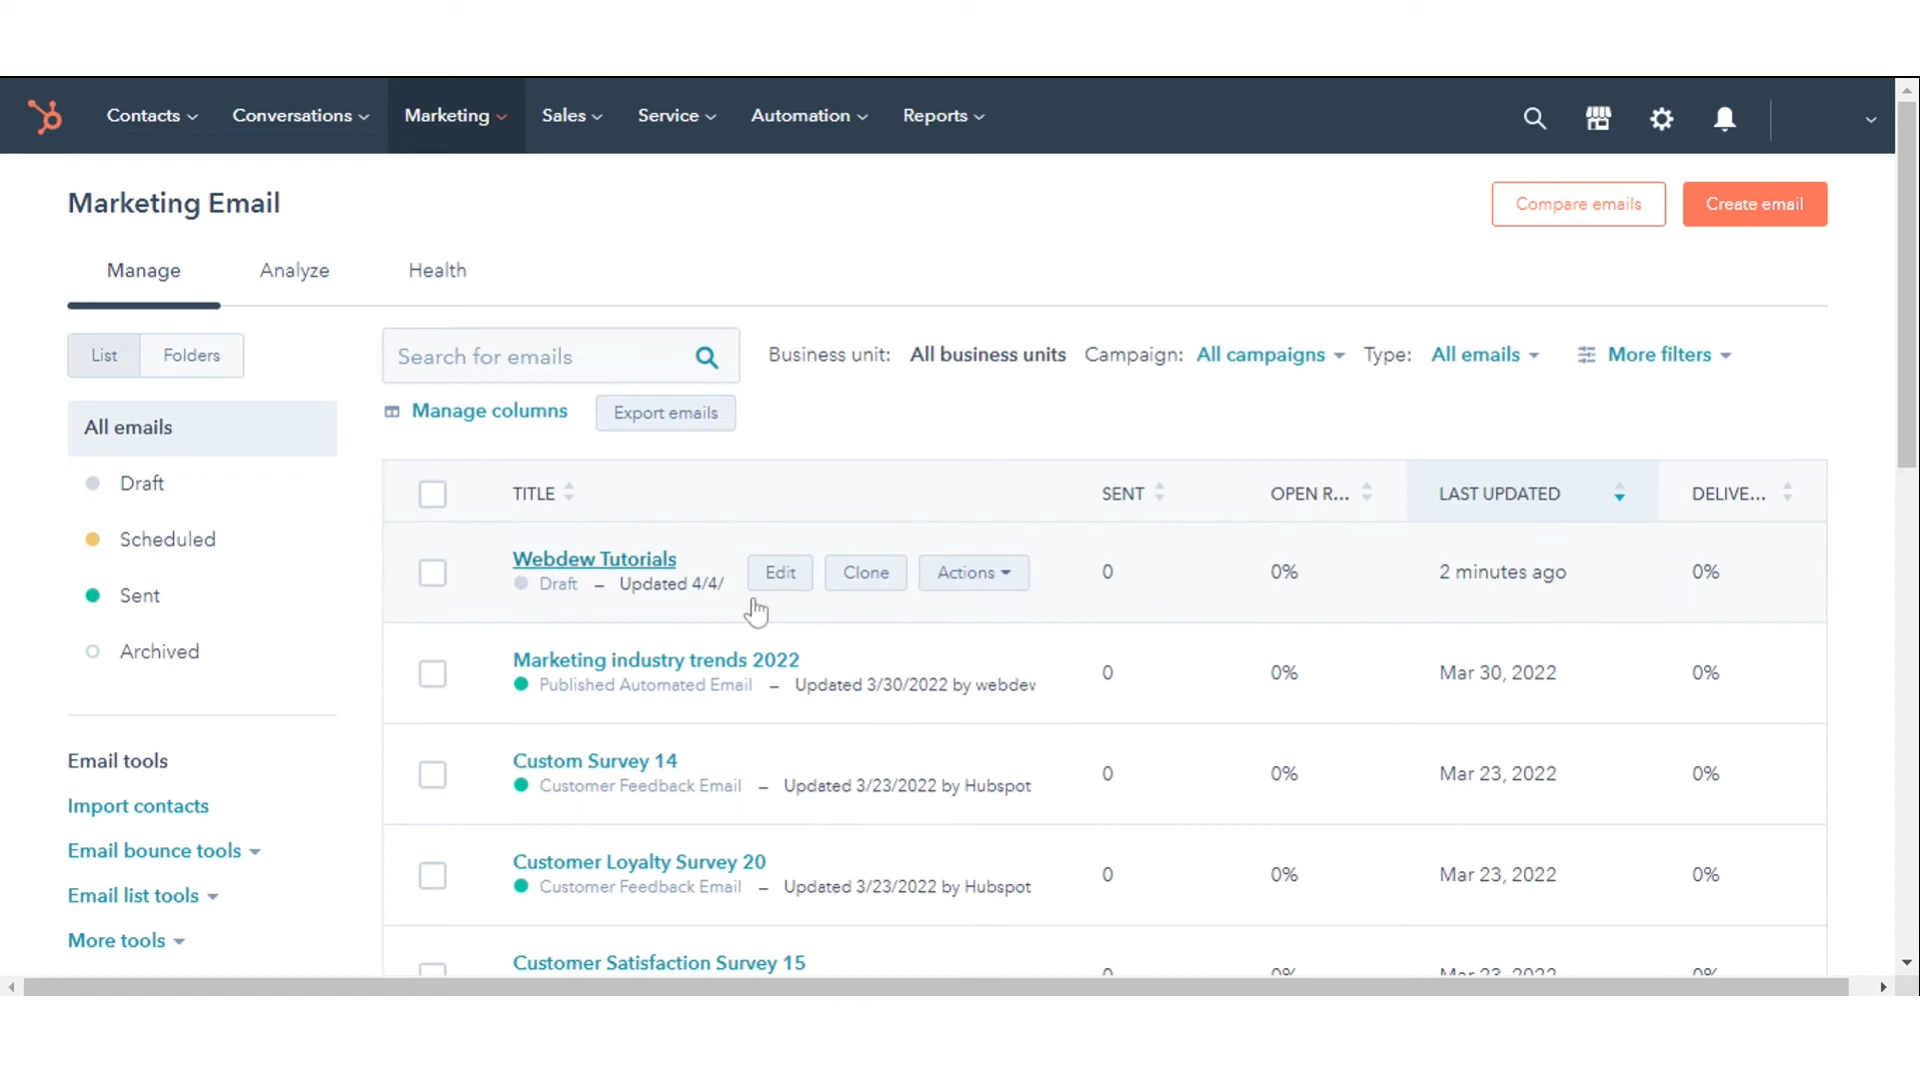 Contacts Conversations Marketing Sales Service Automation Reports
Marketing Email
Compare emails Create email
Manage Analyze Health
List Folders
Search for emails
Business unit: All business units Campaign: All campaigns Type: All emails More filters
Manage columns Export emails
All emails
Draft
Scheduled
Sent
Archived
Email tools
Import contacts
Email bounce tools
Email list tools
More tools
TITLE SENT OPEN R... LAST UPDATED DELIVE...
Webdew Tutorials
Draft – Updated 4/4/
Edit Clone Actions 0 0% 2 minutes ago 0%
Marketing industry trends 2022
Published Automated Email – Updated 3/30/2022 by webdew
0 0% Mar 30, 2022 0%
Custom Survey 14
Customer Feedback Email – Updated 3/23/2022 by Hubspot
0 0% Mar 23, 2022 0%
Customer Loyalty Survey 20
Customer Feedback Email – Updated 3/23/2022 by Hubspot
0 0% Mar 23, 2022 0%
Customer Satisfaction Survey 15
0 0% Mar 23, 2022 0%